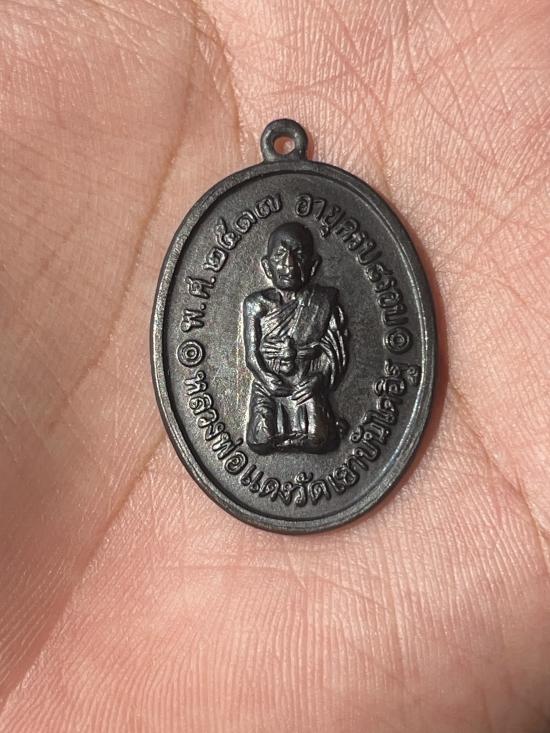 พ.ศ.๒๕๓๗ อายุครบ รอบ
หลวงพ่อแดงวัดเขาบันไดอิฐ